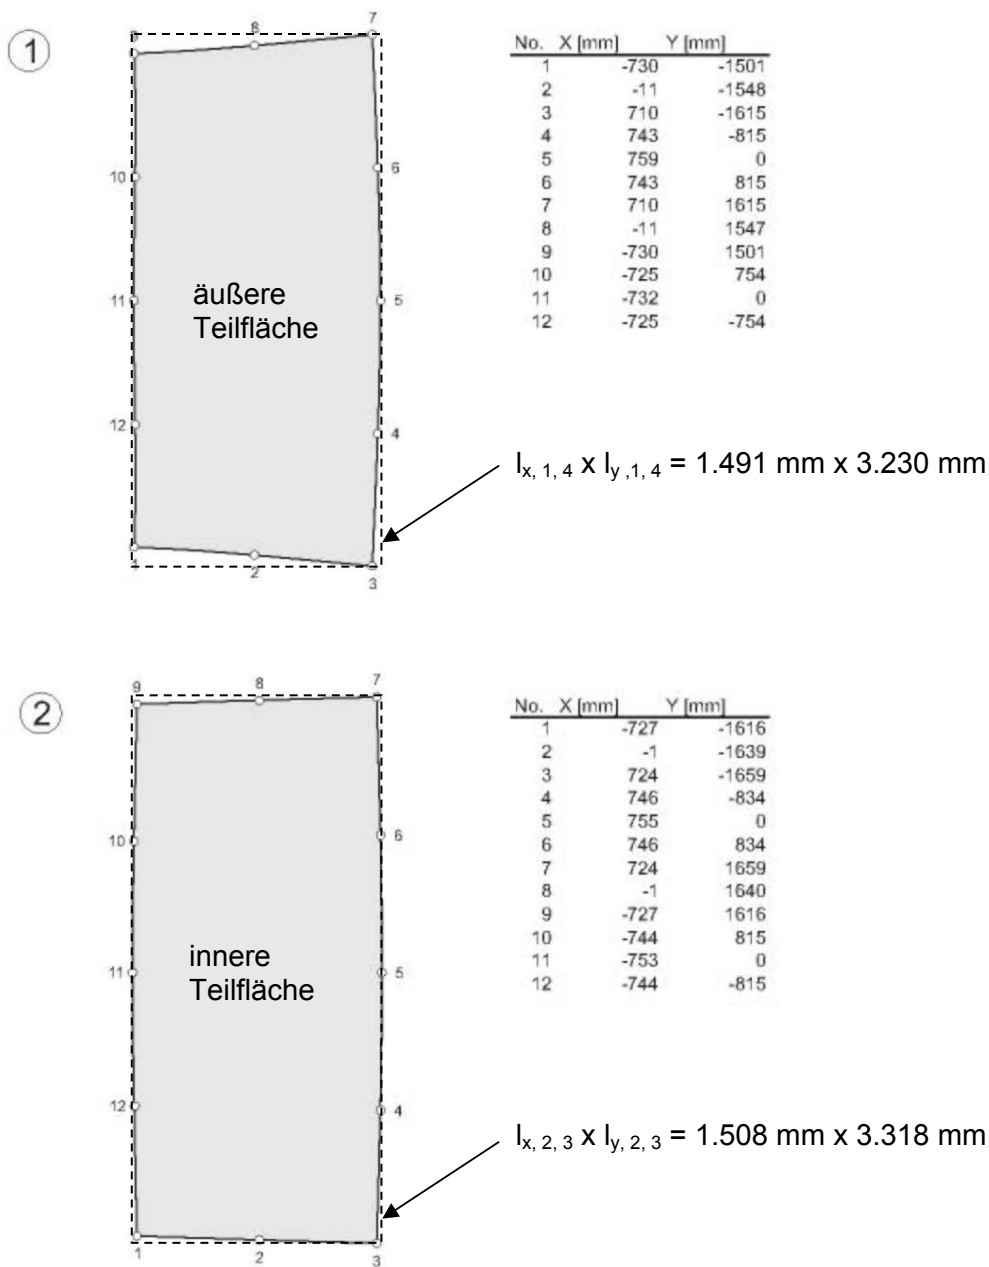 1
No. X [mm] Y [mm]
1 -730 -1501
2 -11 -1548
3 710 -1615
4 743 -815
5 759 0
6 743 815
7 710 1615
8 -11 1547
9 -730 1501
10 -725 754
11 -732 0
12 -725 -754
9 8 7
10 6
11 5
12 4
1 2 3
äußere
Teilfläche
lx, 1, 4 x ly ,1, 4 = 1.491 mm x 3.230 mm
2
No. X [mm] Y [mm]
1 -727 -1616
2 -1 -1639
3 724 -1659
4 746 -834
5 755 0
6 746 834
7 724 1659
8 -1 1640
9 -727 1616
10 -744 815
11 -753 0
12 -744 -815
9 8 7
10 6
11 5
12 4
1 2 3
innere
Teilfläche
lx, 2, 3 x ly, 2, 3 = 1.508 mm x 3.318 mm